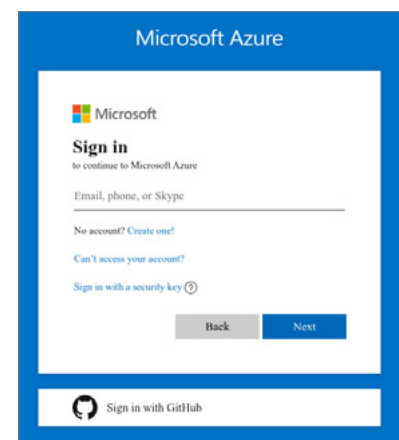 Microsoft Azure
Microsoft
Sign in
to continue to Microsoft Azure
Email, phone, or Skype
No account? Create one!
Can't access your account?
Sign in with a security key ?
Back Next
Sign in with GitHub